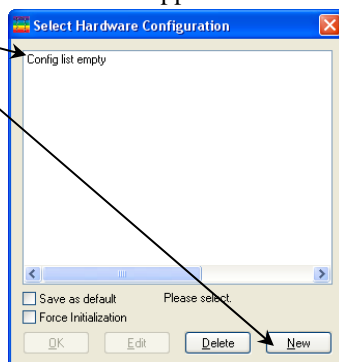 Select Hardware Configuration
Config list empty
Save as default Please select.
Force Initialization
OK Edit Delete New